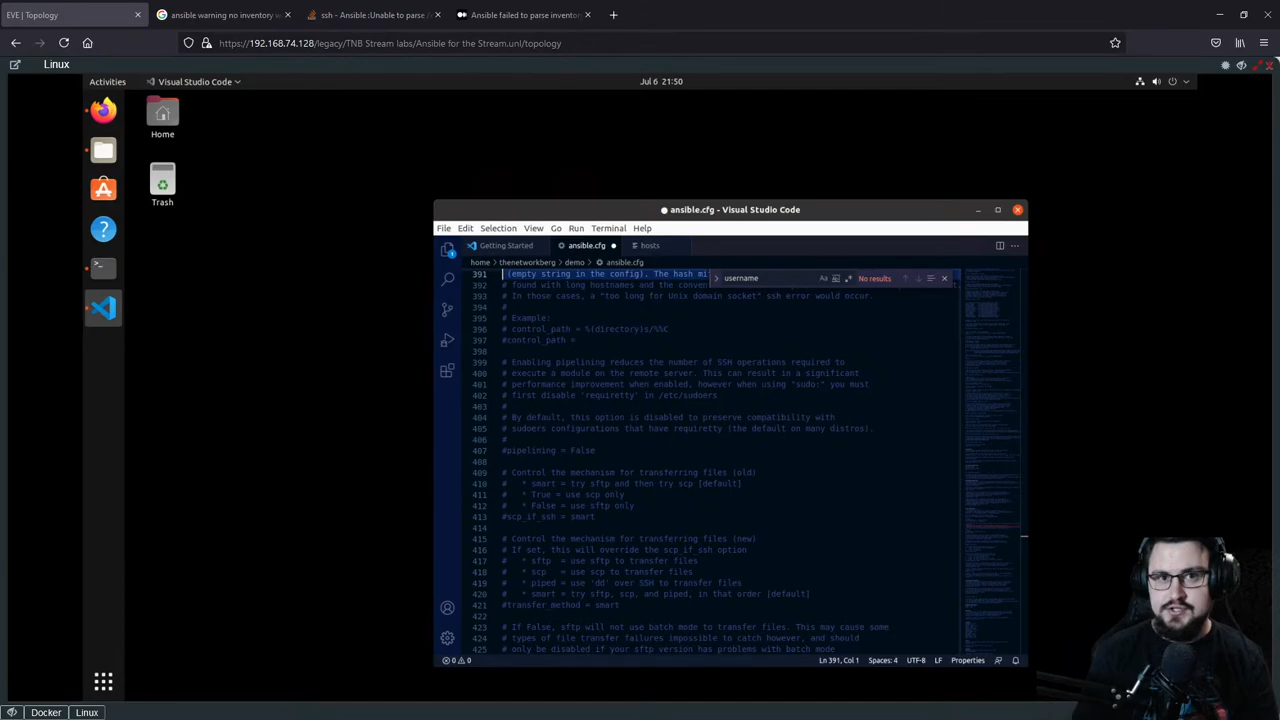 EVE | Topology
ansible warning no inventory w
ssh - Ansible :Unable to parse /
Ansible failed to parse inventor
https://192.168.74.128/legacy/TNB Stream labs/Ansible for the Stream.unl/topology
Linux
Activities
Visual Studio Code
Jul 6 21:50
Home
Trash
ansible.cfg - Visual Studio Code
File Edit Selection View Go Run Terminal Help
Getting Started
ansible.cfg
hosts
home > thenetworkberg > demo > ansible.cfg
username
Aa
No results
391 (empty string in the config). The hash mi
392 # found with long hostnames and the conven
393 # In those cases, a "too long for Unix domain socket" ssh error would occur.
394 #
395 # Example:
396 # control_path = %(directory)s/%%C
397 #control_path =
398
399 # Enabling pipelining reduces the number of SSH operations required to
400 # execute a module on the remote server. This can result in a significant
401 # performance improvement when enabled, however when using "sudo:" you must
402 # first disable 'requiretty' in /etc/sudoers
403 #
404 # By default, this option is disabled to preserve compatibility with
405 # sudoers configurations that have requiretty (the default on many distros).
406 #
407 #pipelining = False
408
409 # Control the mechanism for transferring files (old)
410 # * smart = try sftp and then try scp [default]
411 # * True = use scp only
412 # * False = use sftp only
413 #scp_if_ssh = smart
414
415 # Control the mechanism for transferring files (new)
416 # If set, this will override the scp_if_ssh option
417 # * sftp = use sftp to transfer files
418 # * scp = use scp to transfer files
419 # * piped = use 'dd' over SSH to transfer files
420 # * smart = try sftp, scp, and piped, in that order [default]
421 #transfer_method = smart
422
423 # If False, sftp will not use batch mode to transfer files. This may cause some
424 # types of file transfer failures impossible to catch however, and should
425 # only be disabled if your sftp version has problems with batch mode
0 0
Ln 391, Col 1 Spaces: 4 UTF-8 LF Properties
Docker
Linux